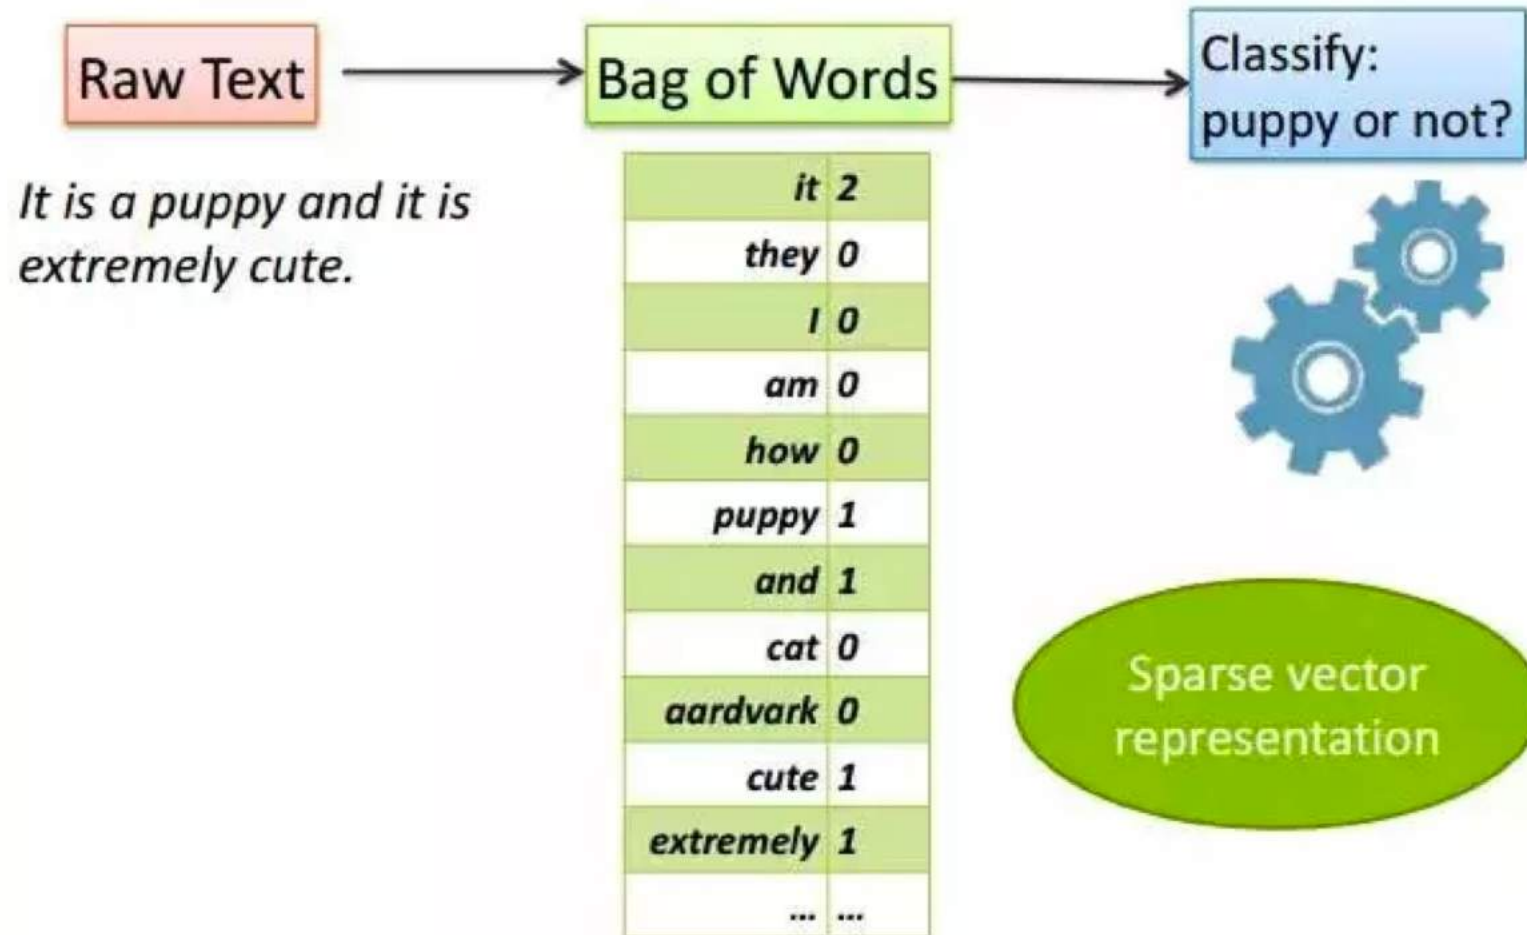 Raw Text
Bag of Words
Classify:
puppy or not?
It is a puppy and it is
extremely cute.
it 2
they 0
I 0
am 0
how 0
puppy 1
and 1
cat 0
aardvark 0
cute 1
extremely 1
... ...
Sparse vector
representation